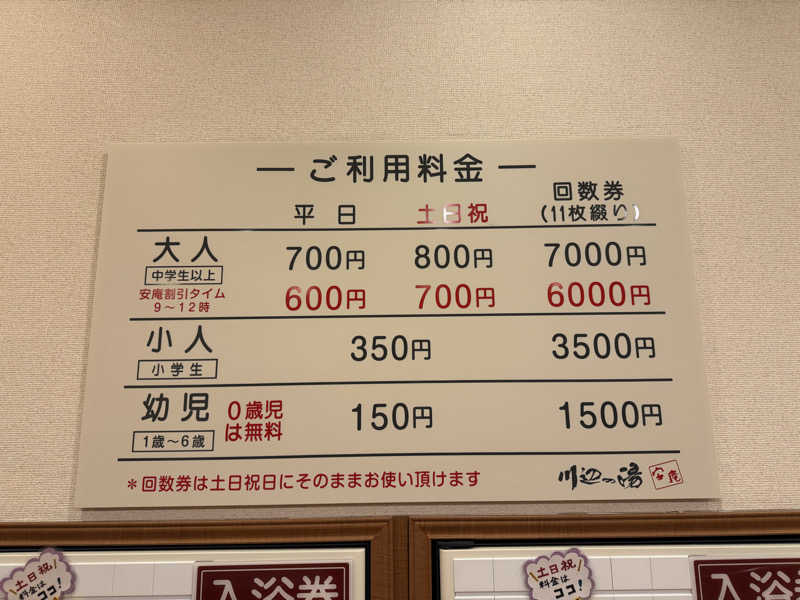 ー ご利用料金 ー
平日 土日祝 回数券
(11枚綴り)
大人 700円 800円 7000円
中学生以上
安庵割引タイム 600円 700円 6000円
9〜12時
小人 350円 3500円
小学生
幼児 0歳児は無料 150円 1500円
1歳〜6歳
＊回数券は土日祝日にそのままお使い頂けます 川辺の湯 安庵
土日祝 料金はココ! 入浴券
土日祝 料金はココ! 入浴